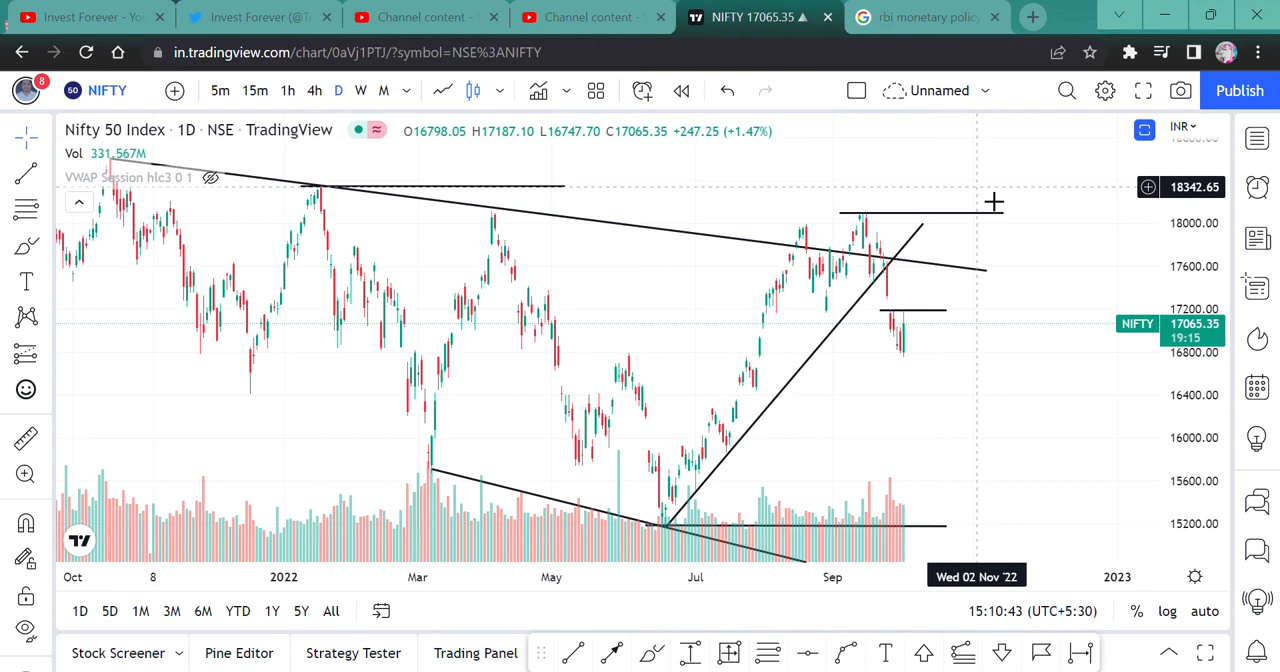 Invest Forever - Yo
Invest Forever (@Tr
Channel content - Y
Channel content - Y
NIFTY 17065.35 ▲
rbi monetary policy
in.tradingview.com/chart/0aVj1PTJ/?symbol=NSE%3ANIFTY
8
50 NIFTY
5m 15m 1h 4h D W M
Unnamed
Publish
Nifty 50 Index · 1D · NSE · TradingView
O16798.05 H17187.10 L16747.70 C17065.35 +247.25 (+1.47%)
INR
Vol 331.567M
VWAP Session hlc3 0 1
18342.65
18000.00
17600.00
17200.00
NIFTY 17065.35
19:15
16800.00
16400.00
16000.00
15600.00
15200.00
Oct 8 2022 Mar May Jul Sep Wed 02 Nov '22 2023
1D 5D 1M 3M 6M YTD 1Y 5Y All
15:10:43 (UTC+5:30) % log auto
Stock Screener Pine Editor Strategy Tester Trading Panel